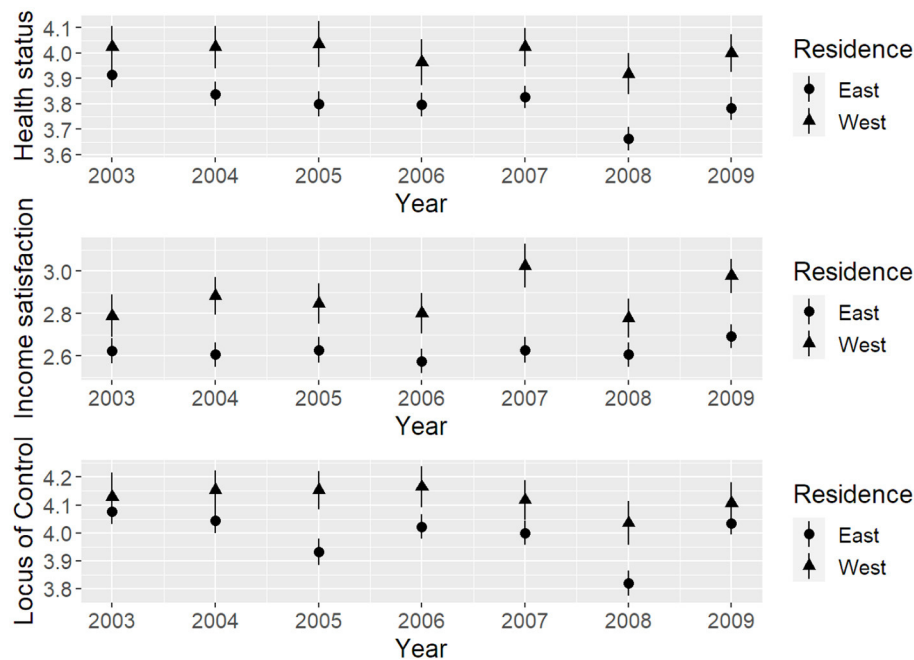 Health status
4.1
4.0
3.9
3.8
3.7
3.6
2003 2004 2005 2006 2007 2008 2009
Year
Residence
East
West
Income satisfaction
3.0
2.8
2.6
2003 2004 2005 2006 2007 2008 2009
Year
Residence
East
West
Locus of Control
4.2
4.1
4.0
3.9
3.8
2003 2004 2005 2006 2007 2008 2009
Year
Residence
East
West